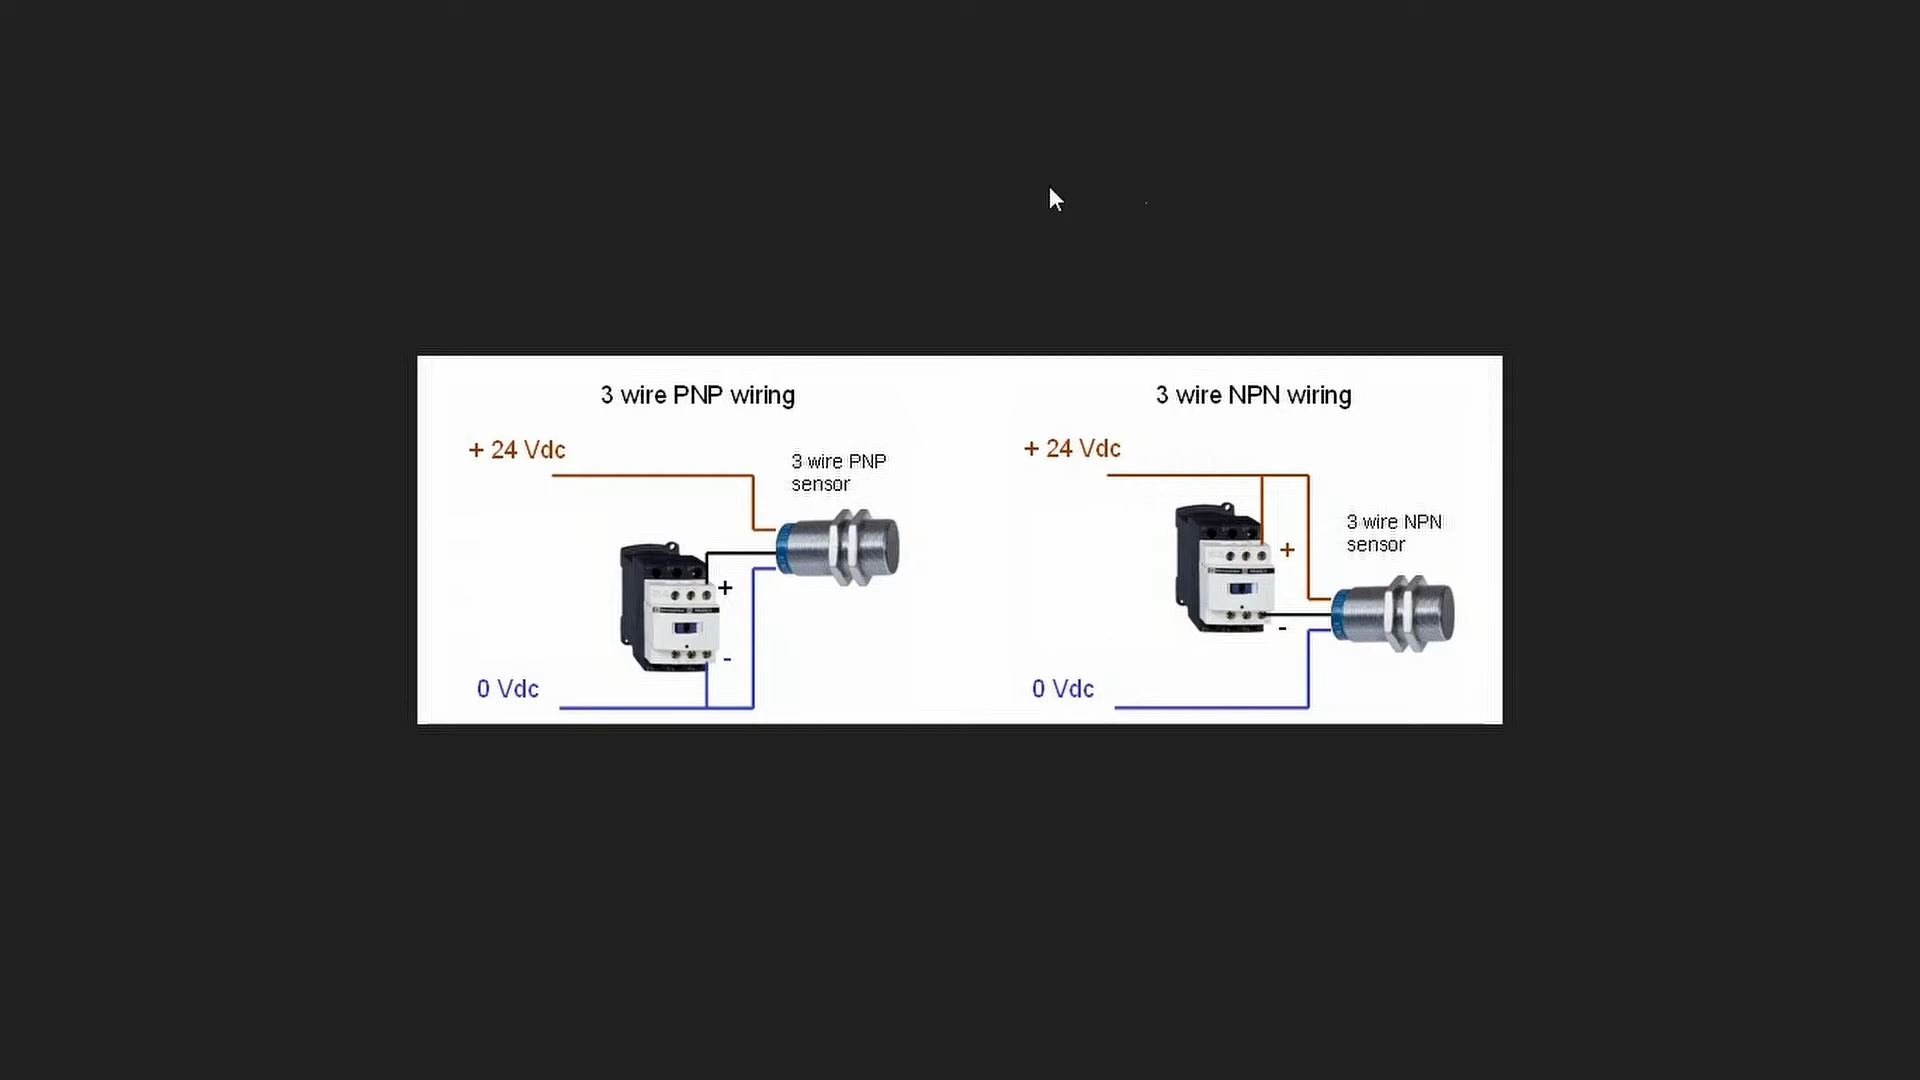 3 wire PNP wiring
+ 24 Vdc
3 wire PNP
sensor
+
-
0 Vdc
3 wire NPN wiring
+ 24 Vdc
3 wire NPN
sensor
+
-
0 Vdc